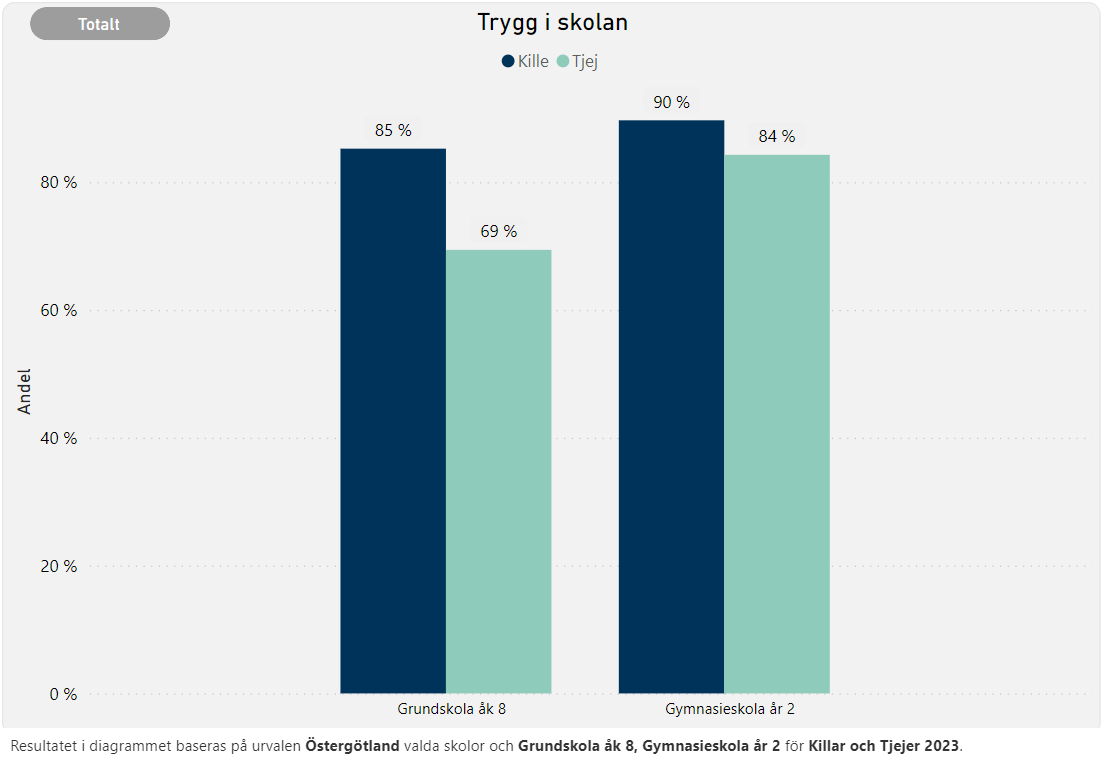 Totalt
Trygg i skolan
Kille Tjej
90 %
85 %
84 %
80 %
69 %
60 %
Andel
40 %
20 %
0 %
Grundskola åk 8 Gymnasieskola år 2
Resultatet i diagrammet baseras på urvalen Östergötland valda skolor och Grundskola åk 8, Gymnasieskola år 2 för Killar och Tjejer 2023.